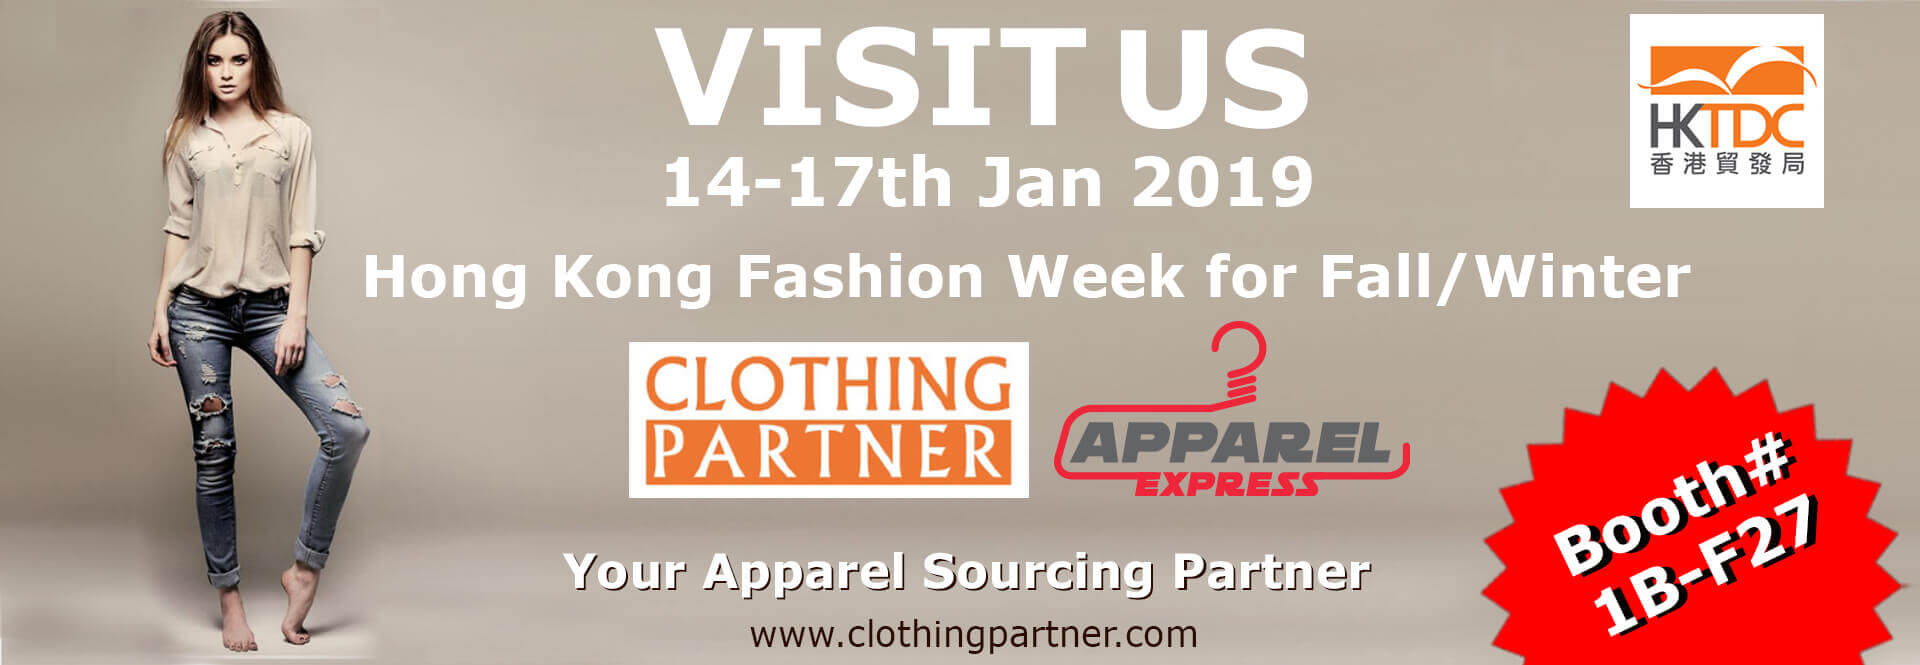 VISIT US
14-17th Jan 2019
Hong Kong Fashion Week for Fall/Winter
HKTDC
香港貿發局
CLOTHING
PARTNER
APPAREL
EXPRESS
Your Apparel Sourcing Partner
www.clothingpartner.com
Booth#
1B-F27